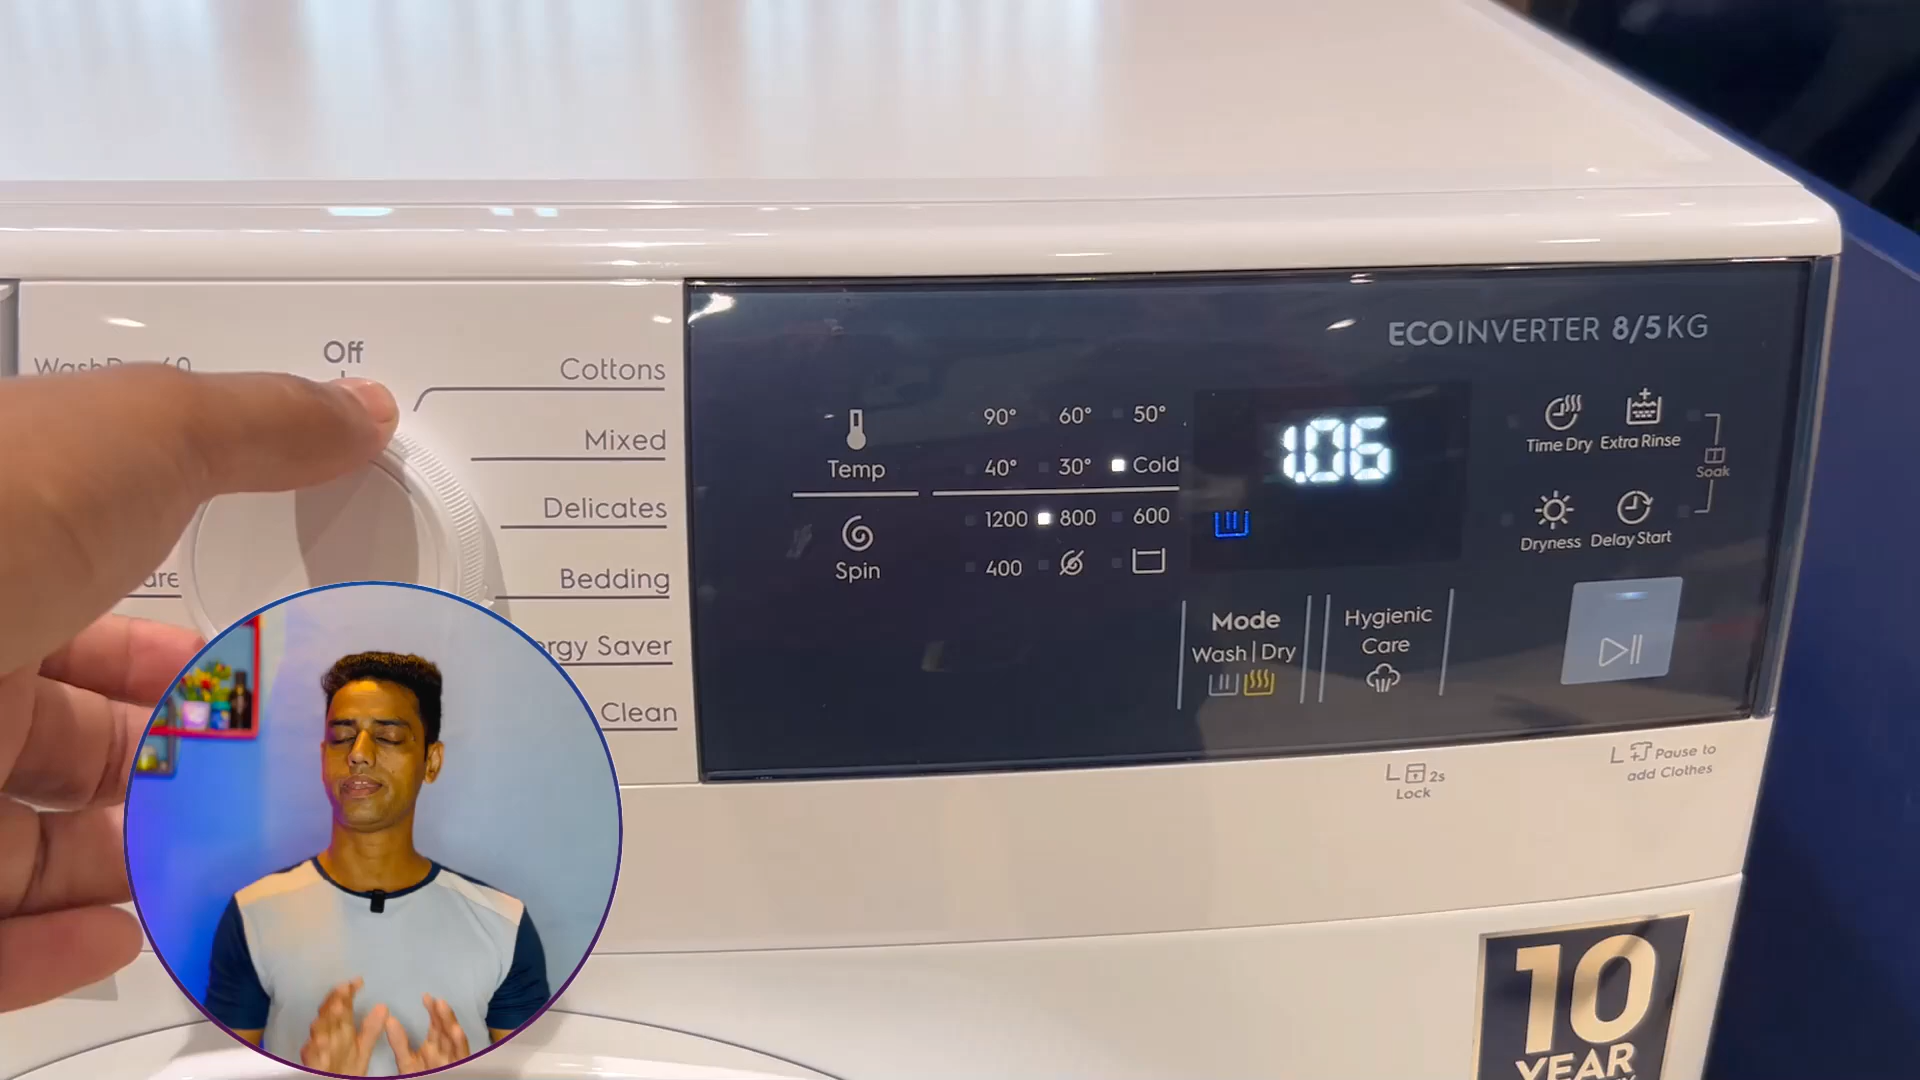 Off
Cottons
Mixed
Delicates
Bedding
Saver
Clean
ECOINVERTER 8/5KG
Temp
90° 60° 50°
40° 30° Cold
Spin
1200 800 600
400
1.06
Time Dry
Extra Rinse
Soak
Dryness
Delay Start
Mode
Wash | Dry
Hygienic
Care
2s
Lock
Pause to
add Clothes
10
YEAR